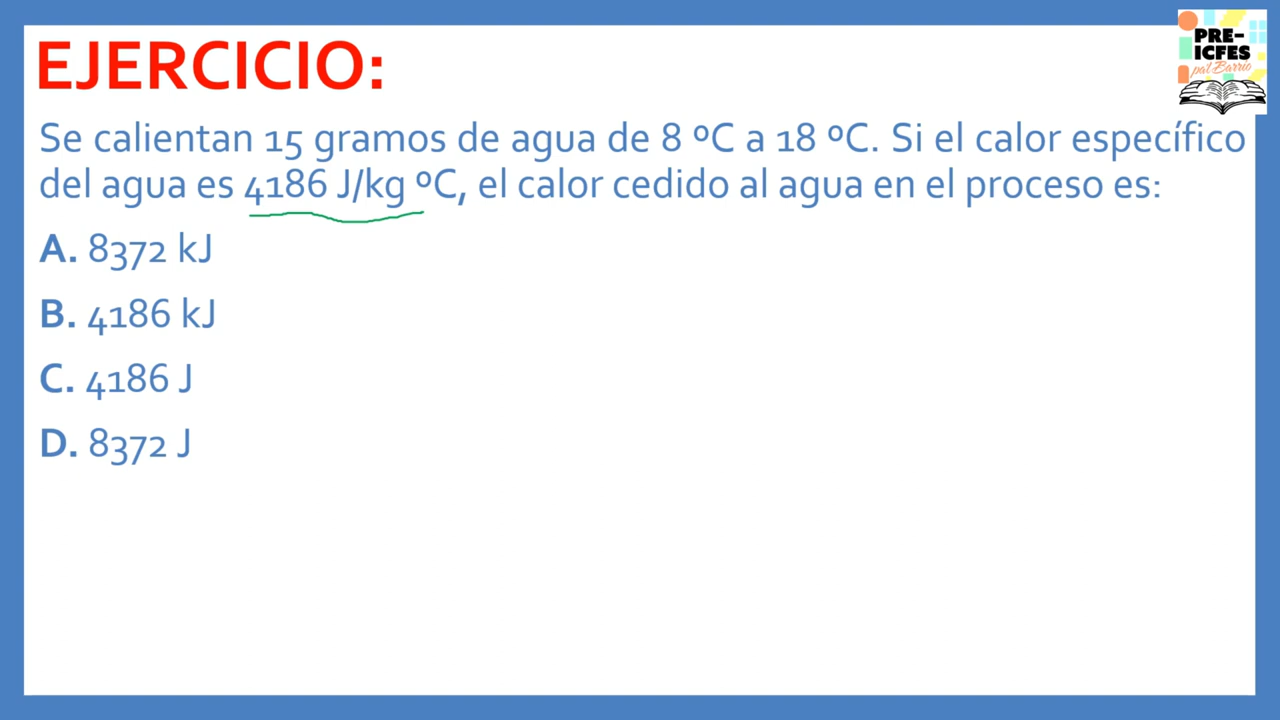 PRE-
ICFES
pa'l Barrio
EJERCICIO:
Se calientan 15 gramos de agua de 8 ºC a 18 ºC. Si el calor específico
del agua es 4186 J/kg ºC, el calor cedido al agua en el proceso es:
A. 8372 kJ
B. 4186 kJ
C. 4186 J
D. 8372 J